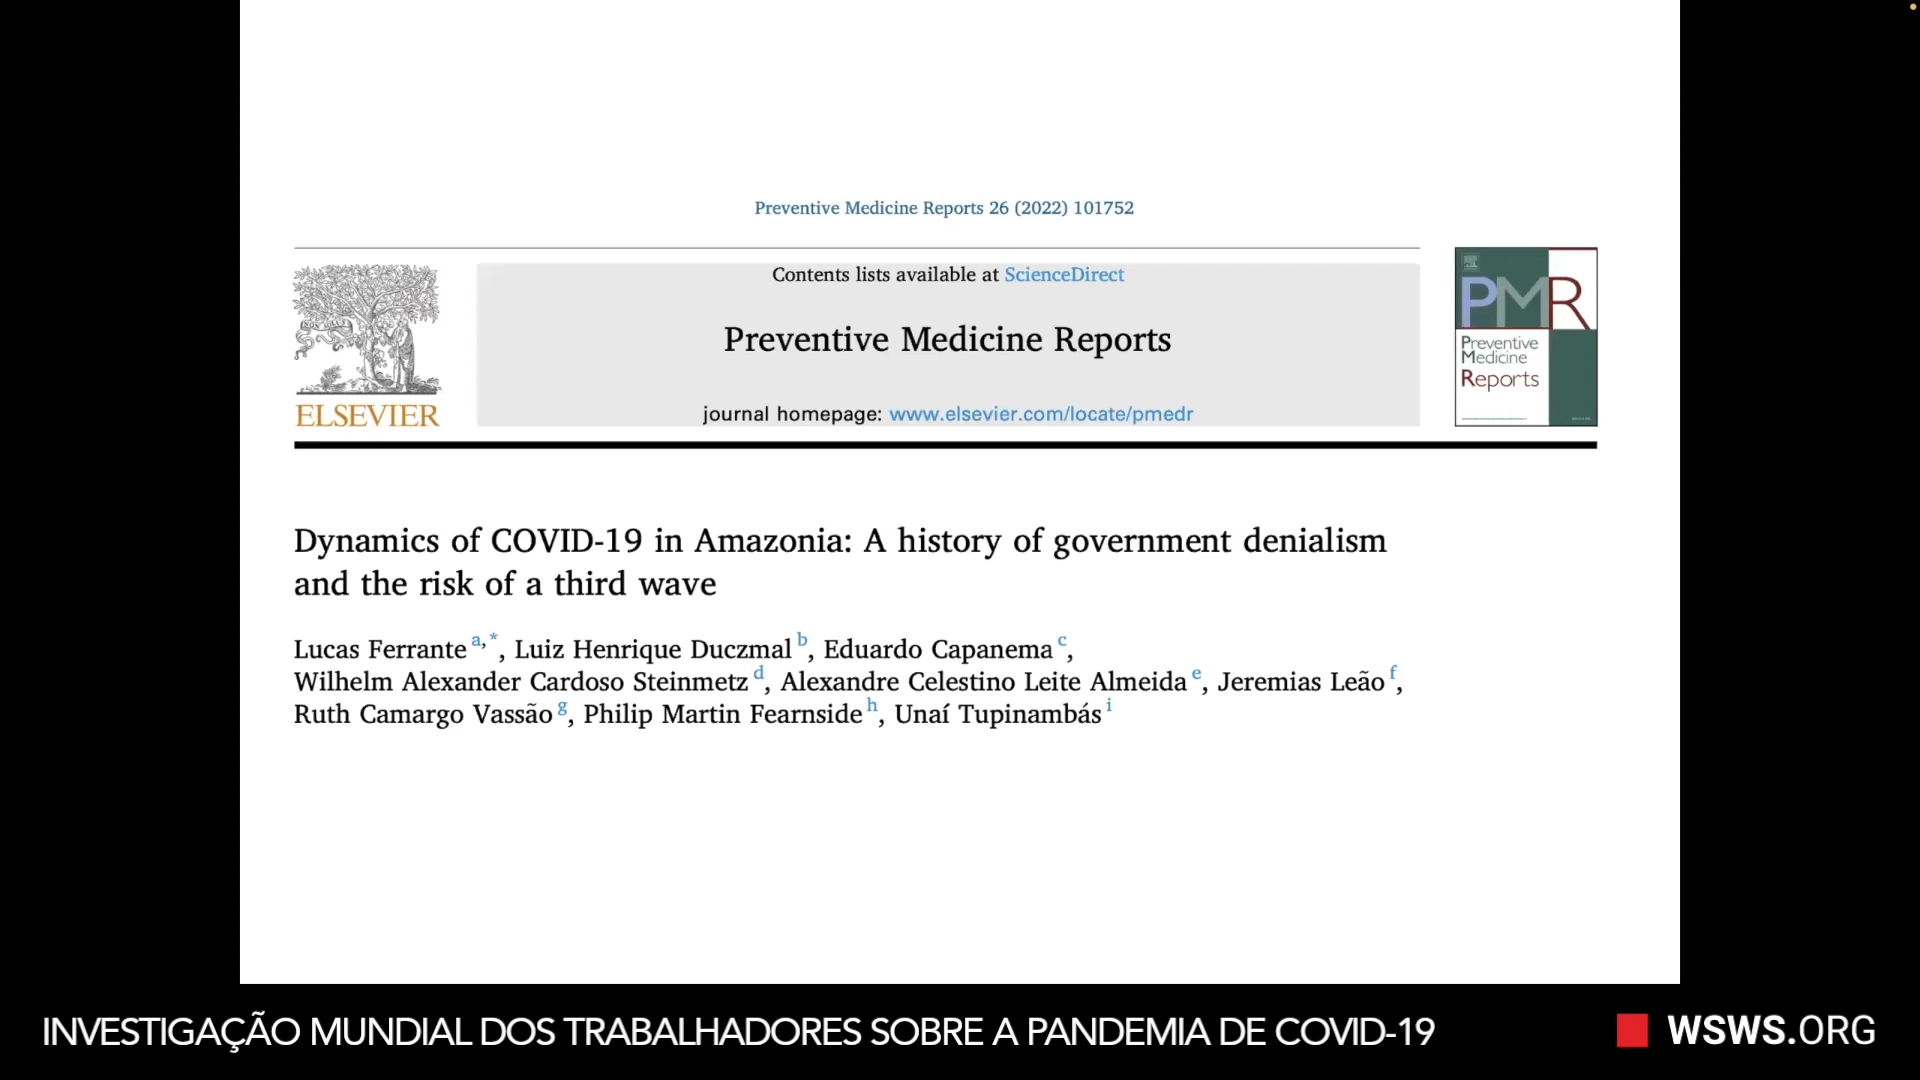 Preventive Medicine Reports 26 (2022) 101752
Contents lists available at ScienceDirect
Preventive Medicine Reports
journal homepage: www.elsevier.com/locate/pmedr
ELSEVIER
PMR
Preventive
Medicine
Reports
Dynamics of COVID-19 in Amazonia: A history of government denialism
and the risk of a third wave
Lucas Ferrante a,*, Luiz Henrique Duczmal b, Eduardo Capanema c,
Wilhelm Alexander Cardoso Steinmetz d, Alexandre Celestino Leite Almeida e, Jeremias Leão f,
Ruth Camargo Vassão g, Philip Martin Fearnside h, Unaí Tupinambás i
INVESTIGAÇÃO MUNDIAL DOS TRABALHADORES SOBRE A PANDEMIA DE COVID-19
WSWS.ORG